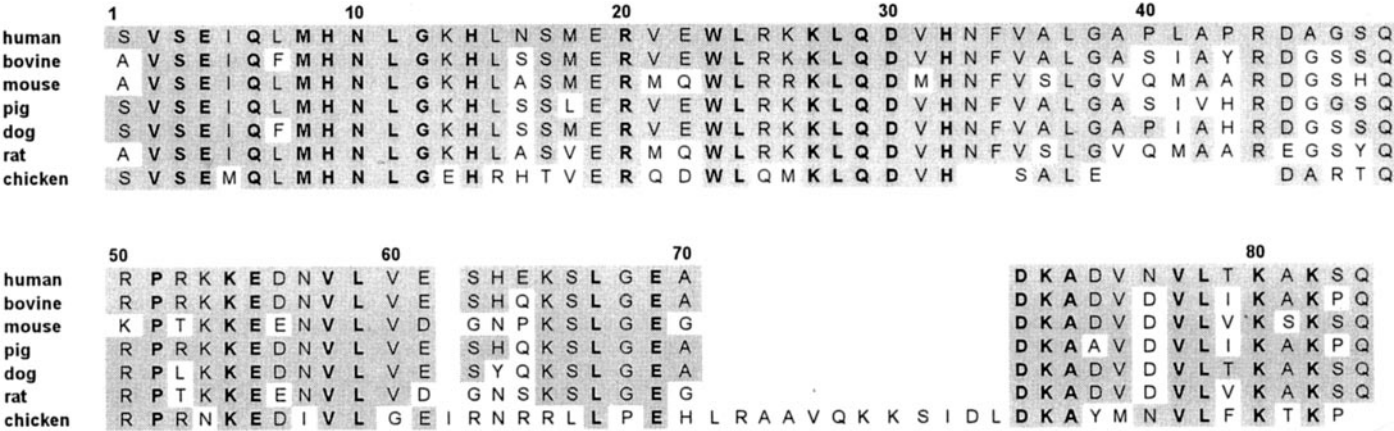 1 10 20 30 40
human S V S E I Q L M H N L G K H L N S M E R V E W L R K K L Q D V H N F V A L G A P L A P R D A G S Q
bovine A V S E I Q F M H N L G K H L S S M E R V E W L R K K L Q D V H N F V A L G A S I A Y R D G S S Q
mouse A V S E I Q L M H N L G K H L A S M E R M Q W L R R K L Q D M H N F V S L G V Q M A A R D G S H Q
pig S V S E I Q L M H N L G K H L S S L E R V E W L R K K L Q D V H N F V A L G A S I V H R D G G S Q
dog S V S E I Q F M H N L G K H L S S M E R V E W L R K K L Q D V H N F V A L G A P I A H R D G S S Q
rat A V S E I Q L M H N L G K H L A S V E R M Q W L R K K L Q D V H N F V S L G V Q M A A R E G S Y Q
chicken S V S E M Q L M H N L G E H R H T V E R Q D W L Q M K L Q D V H S A L E D A R T Q
50 60 70 80
human R P R K K E D N V L V E S H E K S L G E A D K A D V N V L T K A K S Q
bovine R P R K K E D N V L V E S H Q K S L G E A D K A D V D V L I K A K P Q
mouse K P T K K E E N V L V D G N P K S L G E G D K A D V D V L V K S K S Q
pig R P R K K E D N V L V E S H Q K S L G E A D K A A V D V L I K A K P Q
dog R P L K K E D N V L V E S Y Q K S L G E A D K A D V D V L T K A K S Q
rat R P T K K E E N V L V D G N S K S L G E G D K A D V D V L V K A K S Q
chicken R P R N K E D I V L G E I R N R R L L P E H L R A A V Q K K S I D L D K A Y M N V L F K T K P